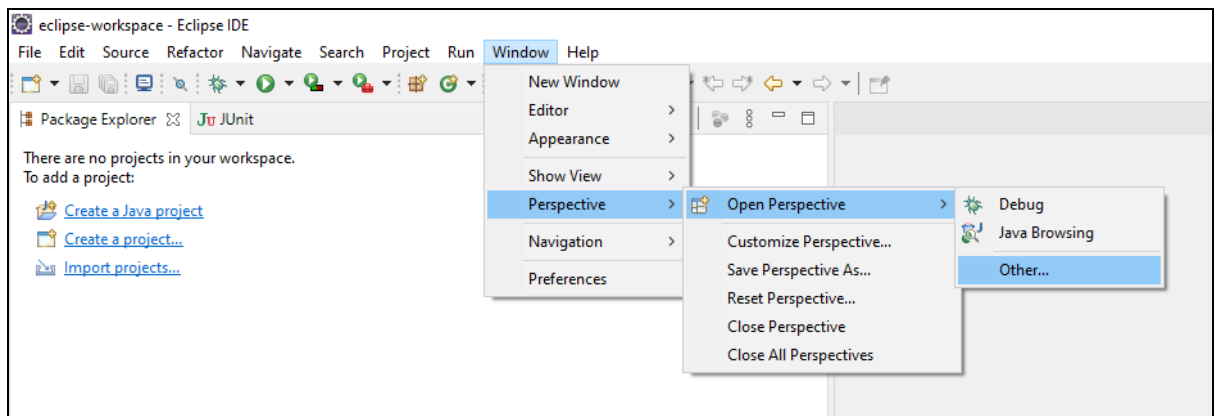 eclipse-workspace - Eclipse IDE
File Edit Source Refactor Navigate Search Project Run Window Help
Package Explorer
JUnit
There are no projects in your workspace.
To add a project:
Create a Java project
Create a project...
Import projects...
New Window
Editor
Appearance
Show View
Perspective
Navigation
Preferences
Open Perspective
Customize Perspective...
Save Perspective As...
Reset Perspective...
Close Perspective
Close All Perspectives
Debug
Java Browsing
Other...